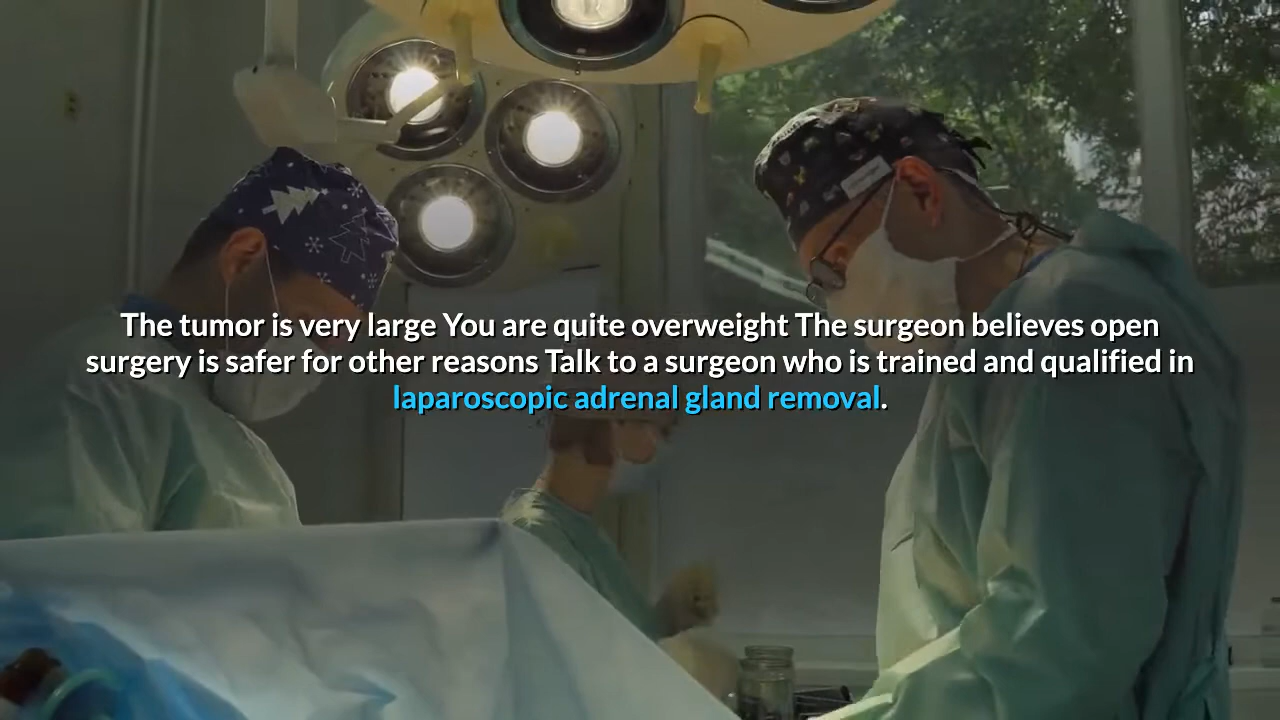 The tumor is very large You are quite overweight The surgeon believes open
surgery is safer for other reasons Talk to a surgeon who is trained and qualified in
laparoscopic adrenal gland removal.